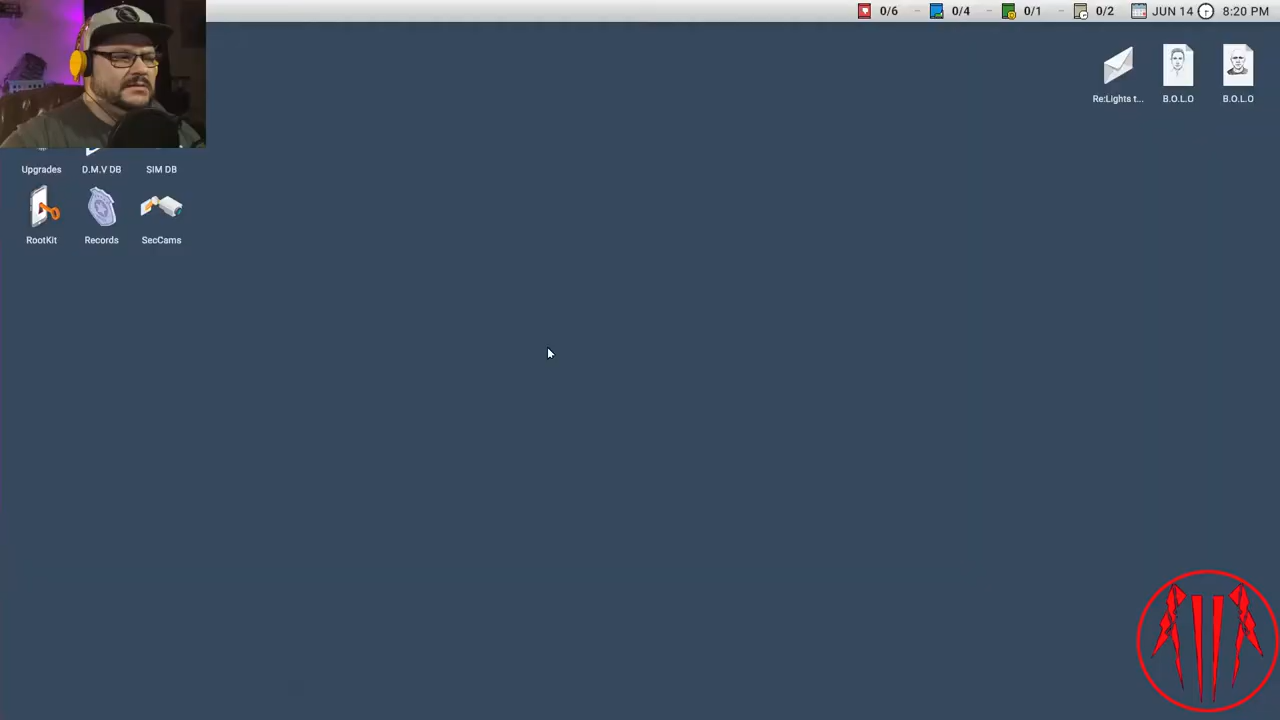 0/6 0/4 0/1 0/2 JUN 14 8:20 PM
Re:Lights t... B.O.L.O B.O.L.O
Upgrades D.M.V DB SIM DB
RootKit Records SecCams